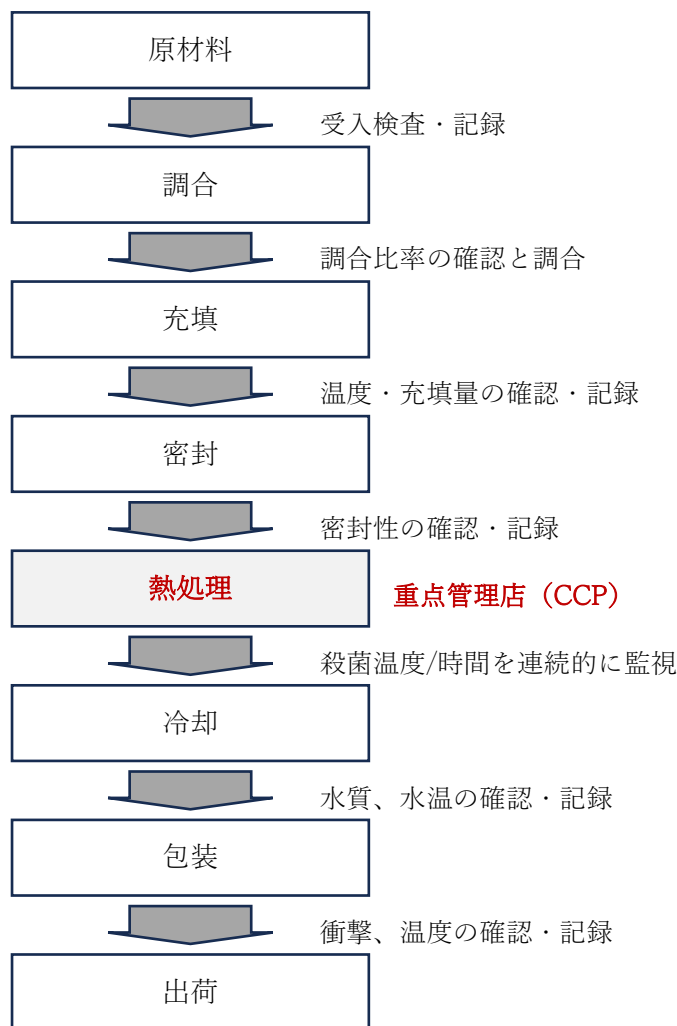 原材料
受入検査・記録
調合
調合比率の確認と調合
充填
温度・充填量の確認・記録
密封
密封性の確認・記録
熱処理
重点管理店（CCP）
殺菌温度/時間を連続的に監視
冷却
水質、水温の確認・記録
包装
衝撃、温度の確認・記録
出荷